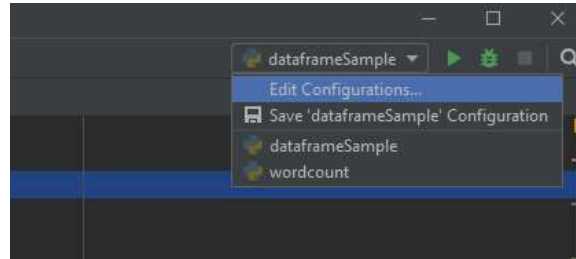 dataframeSample
Edit Configurations...
Save 'dataframeSample' Configuration
dataframeSample
wordcount